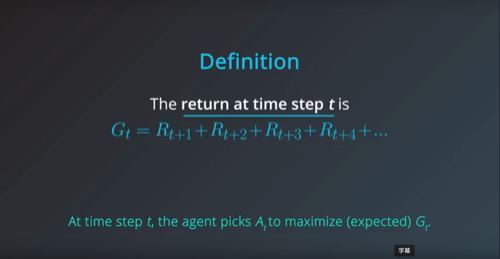 Definition
The return at time step t is
G_t = R_{t+1} + R_{t+2} + R_{t+3} + R_{t+4} + ...
At time step t, the agent picks A_t to maximize (expected) G_t.
字幕